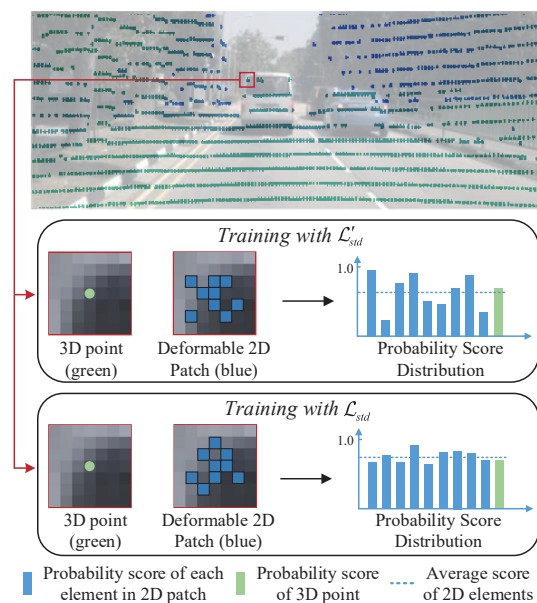 Training with ℒ′std
1.0
3D point
(green)
Deformable 2D
Patch (blue)
Probability Score
Distribution
Training with ℒstd
1.0
3D point
(green)
Deformable 2D
Patch (blue)
Probability Score
Distribution
Probability score of each
element in 2D patch
Probability score
of 3D point
Average score
of 2D elements